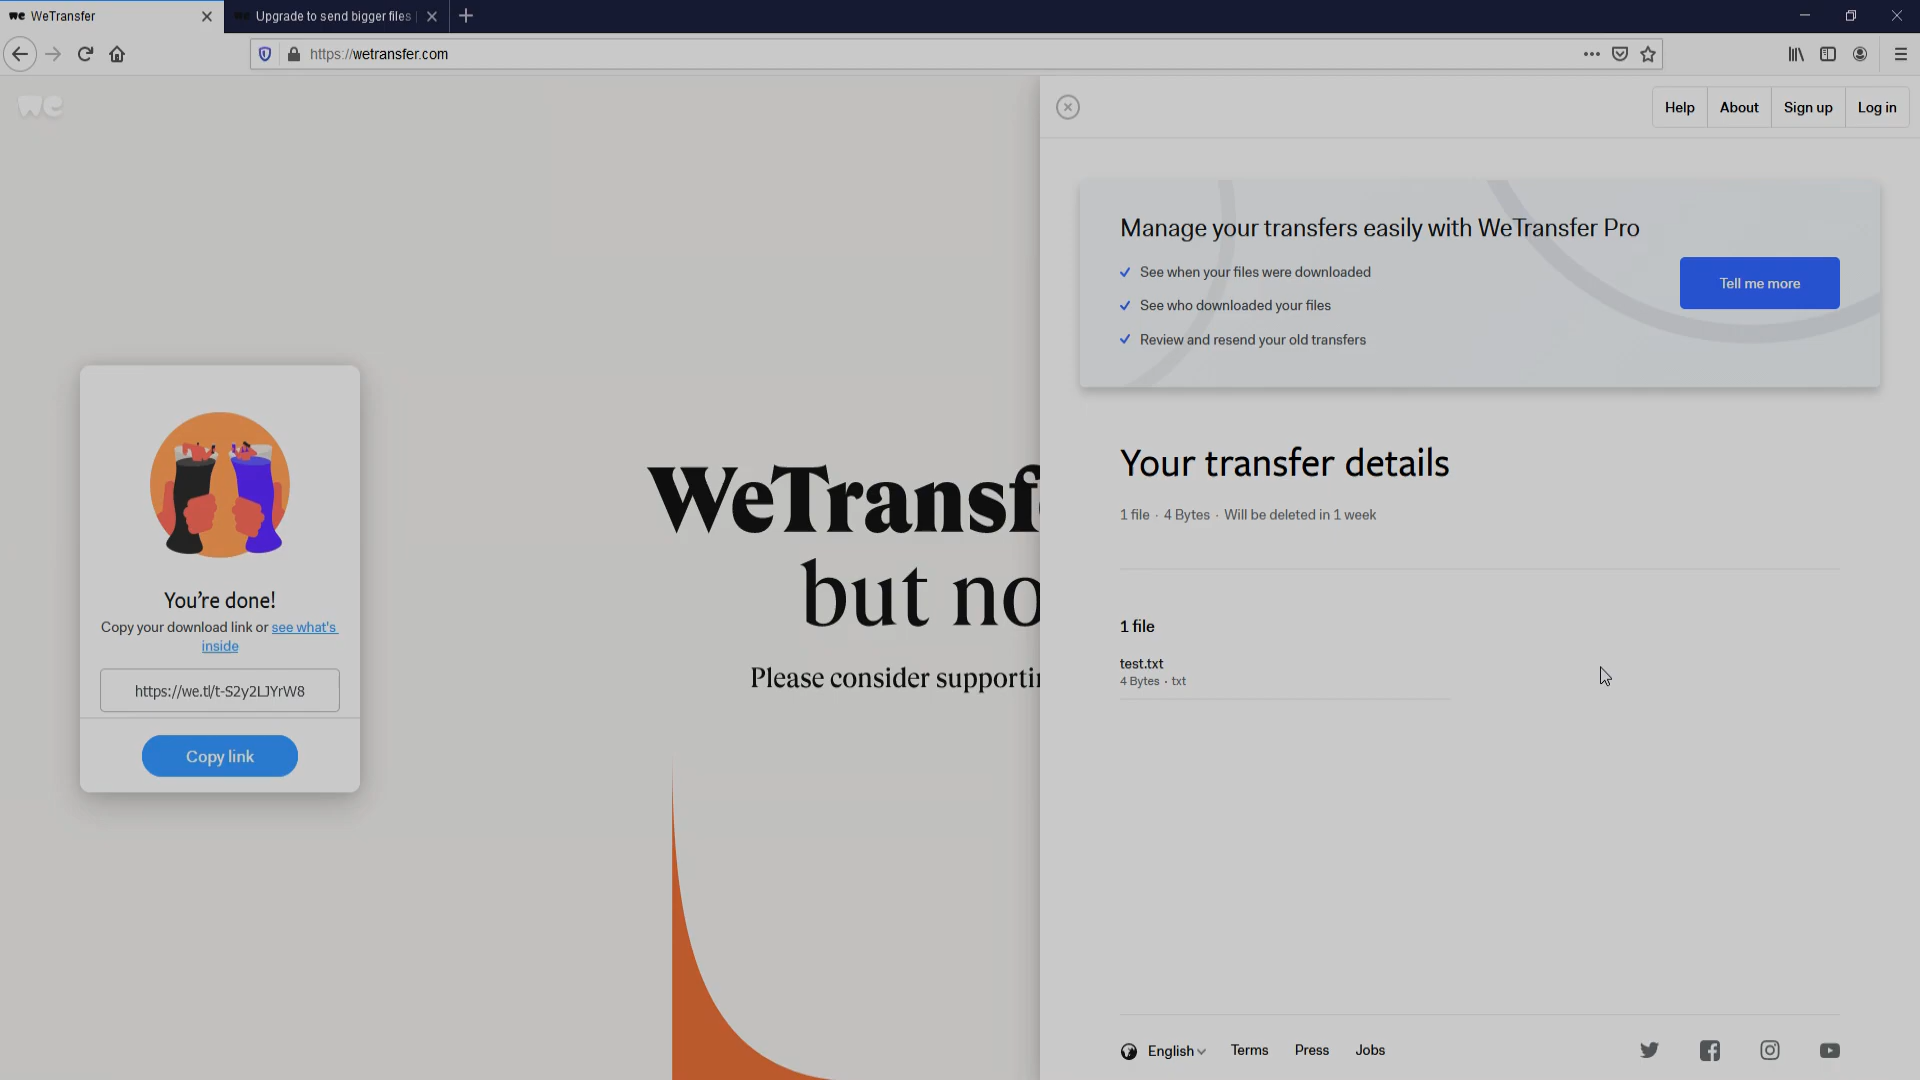 WeTransfer
Upgrade to send bigger files
https://wetransfer.com
we
Help
About
Sign up
Log in
Manage your transfers easily with WeTransfer Pro
See when your files were downloaded
See who downloaded your files
Review and resend your old transfers
Tell me more
You're done!
Copy your download link or see what's
inside
https://we.tl/t-S2y2LJYrW8
Copy link
WeTransf
but no
Please consider supporti
Your transfer details
1 file · 4 Bytes · Will be deleted in 1 week
1 file
test.txt
4 Bytes · txt
English
Terms
Press
Jobs